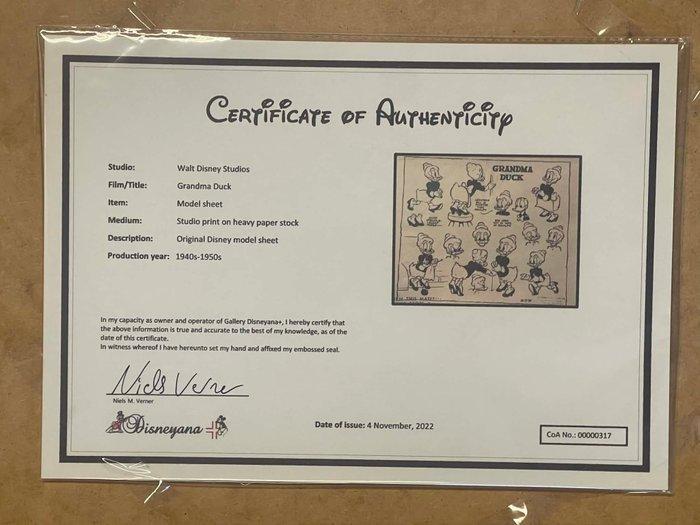 CERTIFICATE OF AUTHENTICITY
Studio: Walt Disney Studios
Film/Title: Grandma Duck
Item: Model sheet
Medium: Studio print on heavy paper stock
Description: Original Disney model sheet
Production year: 1940s-1950s
GRANDMA
DUCK
In my capacity as owner and operator of Gallery Disneyana+, I hereby certify that
the above information is true and accurate to the best of my knowledge, as of the
date of this certificate.
In witness whereof I have hereunto set my hand and affixed my embossed seal.
Niels Verner
Niels M. Verner
Disneyana
Date of issue: 4 November, 2022
CoA No.: 00000317